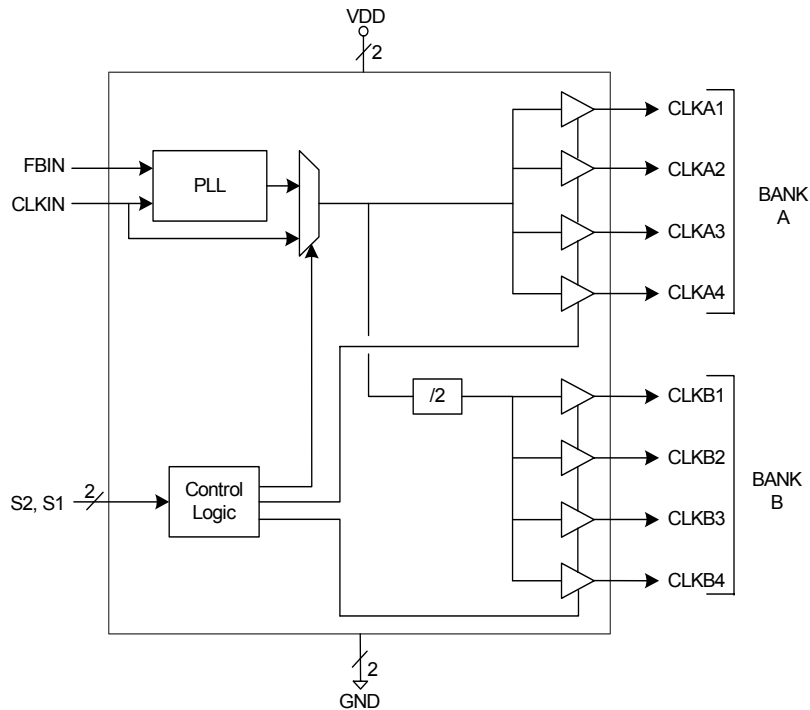 VDD
2
CLKA1
FBIN
PLL
CLKA2
CLKIN
BANK
A
CLKA3
CLKA4
/2
CLKB1
CLKB2
S2, S1
2
Control
Logic
BANK
B
CLKB3
CLKB4
2
GND